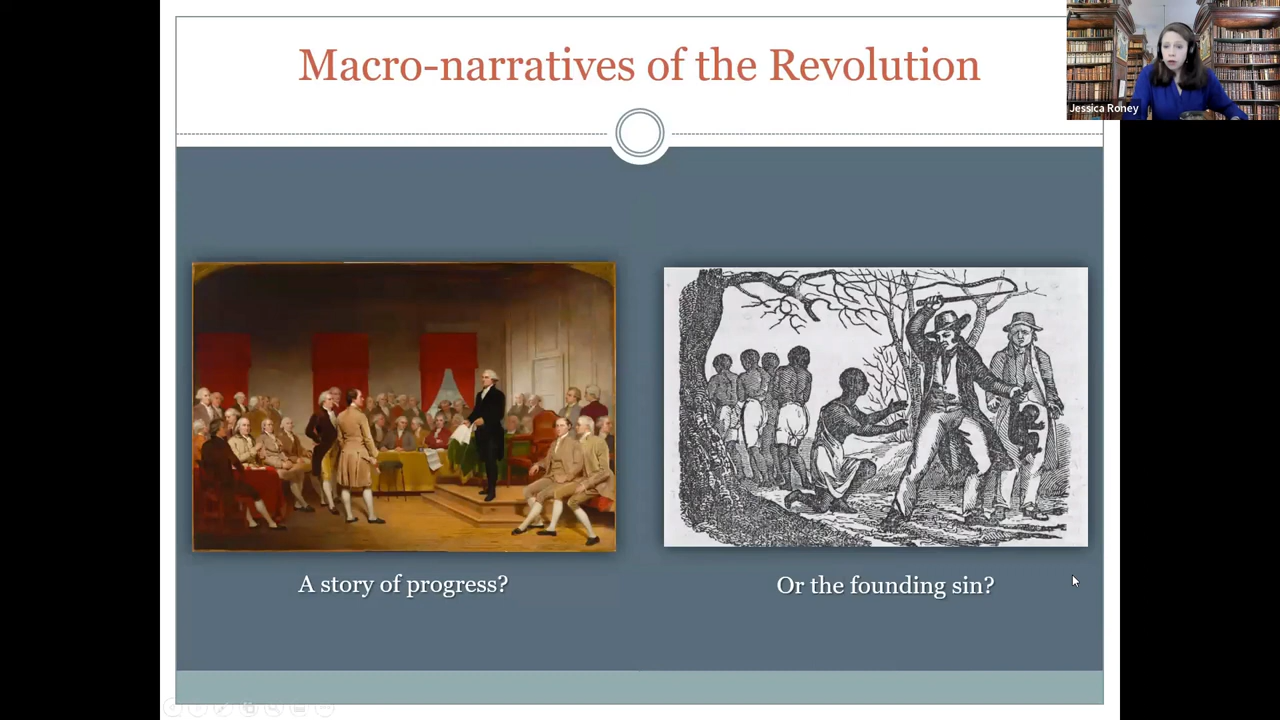 Macro-narratives of the Revolution
Jessica Roney
A story of progress?
Or the founding sin?